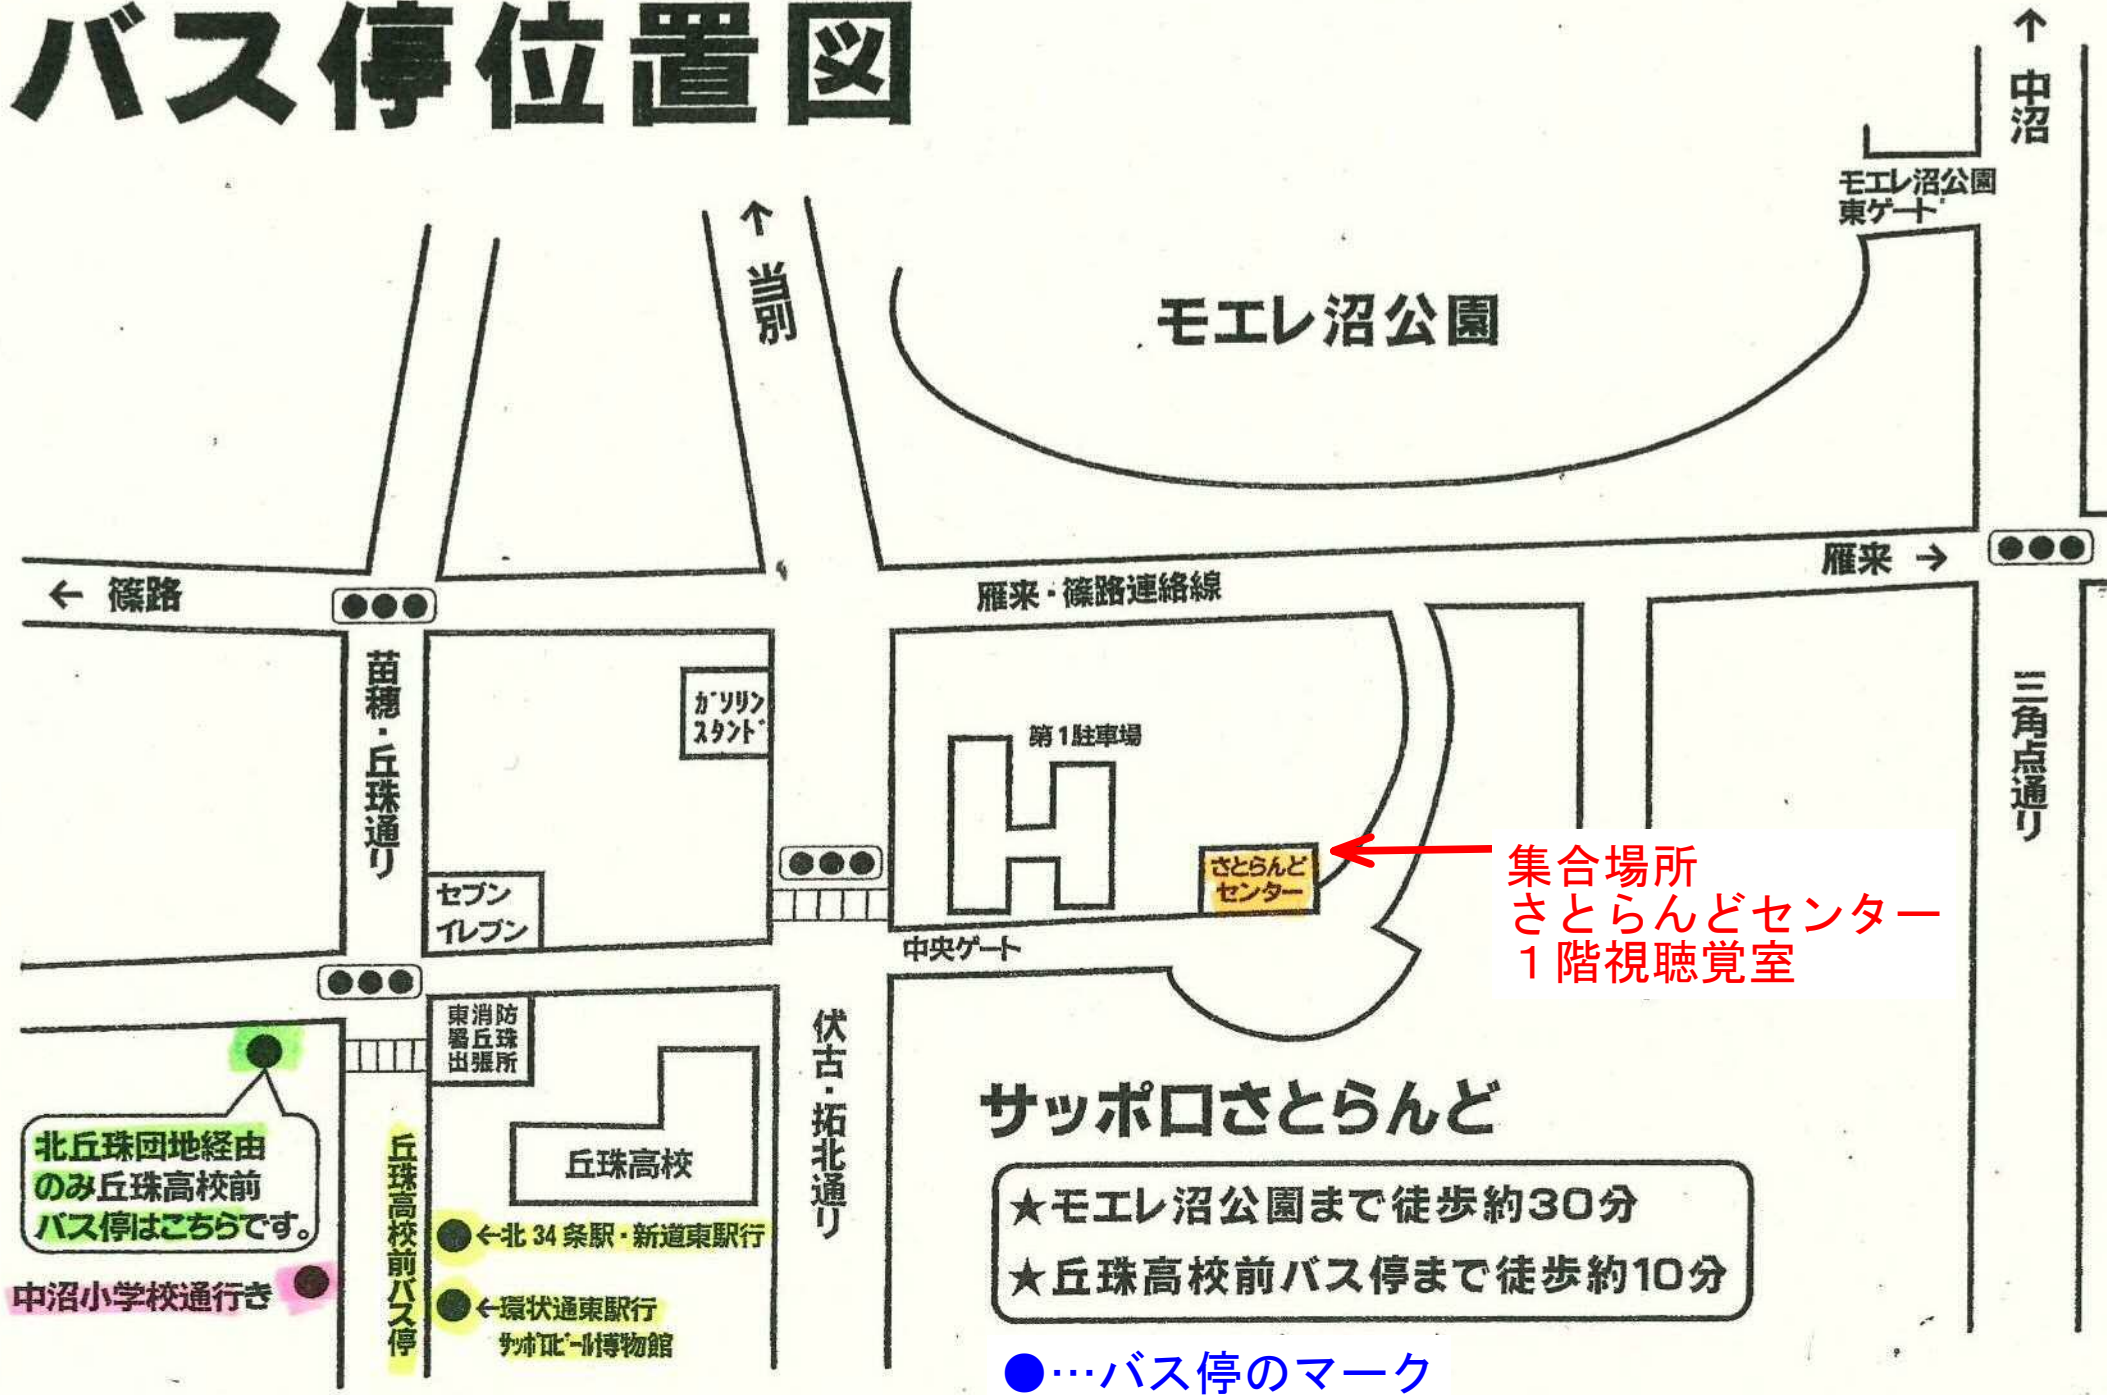 バス停位置図
↑
中沼
モエレ沼公園
東ゲート
↑
当別
モエレ沼公園
← 篠路
雁来・篠路連絡線
雁来 →
苗穂・丘珠通り
ガソリン
スタンド
第1駐車場
三角点通り
セブン
イレブン
さとらんど
センター
集合場所
さとらんどセンター
1階視聴覚室
中央ゲート
東消防
署丘珠
出張所
伏古・拓北通り
サッポロさとらんど
丘珠高校
北丘珠団地経由
のみ丘珠高校前
バス停はこちらです。
丘珠高校前バス停
←北34条駅・新道東駅行
★モエレ沼公園まで徒歩約30分
★丘珠高校前バス停まで徒歩約10分
中沼小学校通行き
←環状通東駅行
サッポロビール博物館
●…バス停のマーク